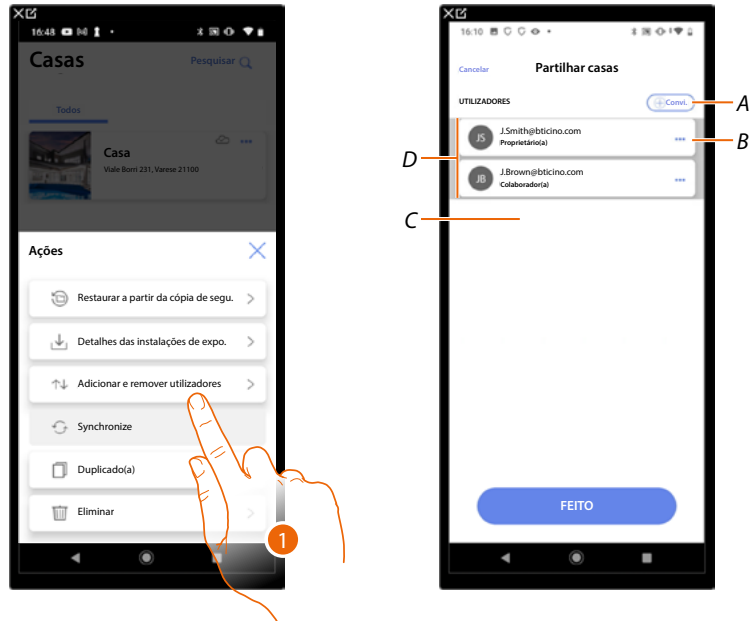 16:48
Casas
Pesquisar
Todos
Casa
Viale Borri 231, Varese 21100
Ações
Restaurar a partir da cópia de segu.
Detalhes das instalações de expo.
Adicionar e remover utilizadores
Synchronize
Duplicado(a)
Eliminar
1
16:10
Cancelar
Partilhar casas
UTILIZADORES
Convi.
A
JS
J.Smith@bticino.com
Proprietário(a)
B
D
JB
J.Brown@bticino.com
Colaborador(a)
C
FEITO